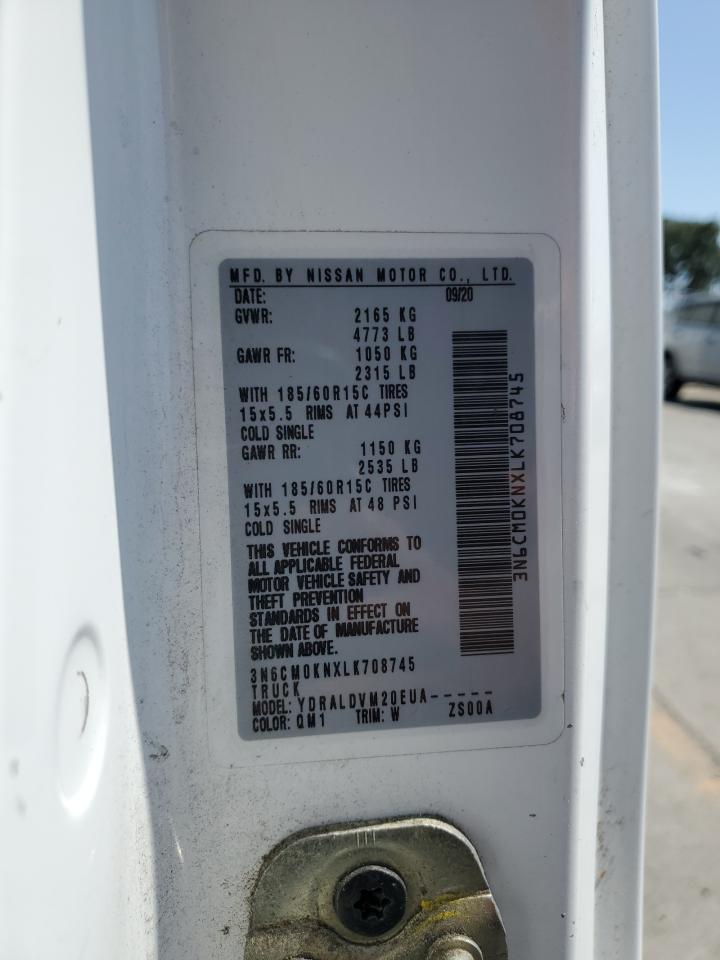 MFD. BY NISSAN MOTOR CO., LTD.
DATE: 09/20
GVWR: 2165 KG
4773 LB
GAWR FR: 1050 KG
2315 LB
WITH 185/60R15C TIRES
15x5.5 RIMS AT 44PSI
COLD SINGLE
GAWR RR: 1150 KG
2535 LB
WITH 185/60R15C TIRES
15x5.5 RIMS AT 48 PSI
COLD SINGLE
THIS VEHICLE CONFORMS TO
ALL APPLICABLE FEDERAL
MOTOR VEHICLE SAFETY AND
THEFT PREVENTION
STANDARDS IN EFFECT ON
THE DATE OF MANUFACTURE
SHOWN ABOVE.
3N6CM0KNXLK708745
TRUCK
MODEL: YDRALDVM20EUA-----
COLOR: QM1 TRIM: W ZS00A
3N6CM0KNXLK708745